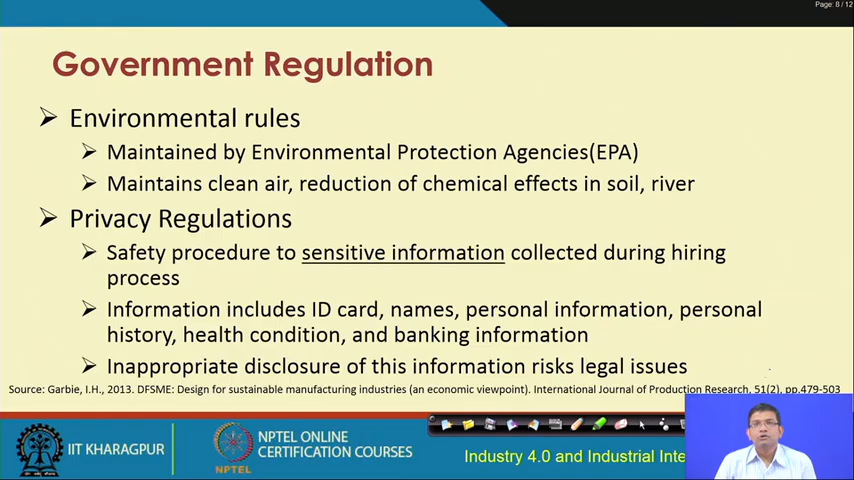 Page: 8 / 12
Government Regulation
Environmental rules
Maintained by Environmental Protection Agencies(EPA)
Maintains clean air, reduction of chemical effects in soil, river
Privacy Regulations
Safety procedure to sensitive information collected during hiring
process
Information includes ID card, names, personal information, personal
history, health condition, and banking information
Inappropriate disclosure of this information risks legal issues
Source: Garbie, I.H., 2013. DFSME: Design for sustainable manufacturing industries (an economic viewpoint). International Journal of Production Research, 51(2), pp.479-503
IIT KHARAGPUR
NPTEL
NPTEL ONLINE
CERTIFICATION COURSES
Industry 4.0 and Industrial Inte